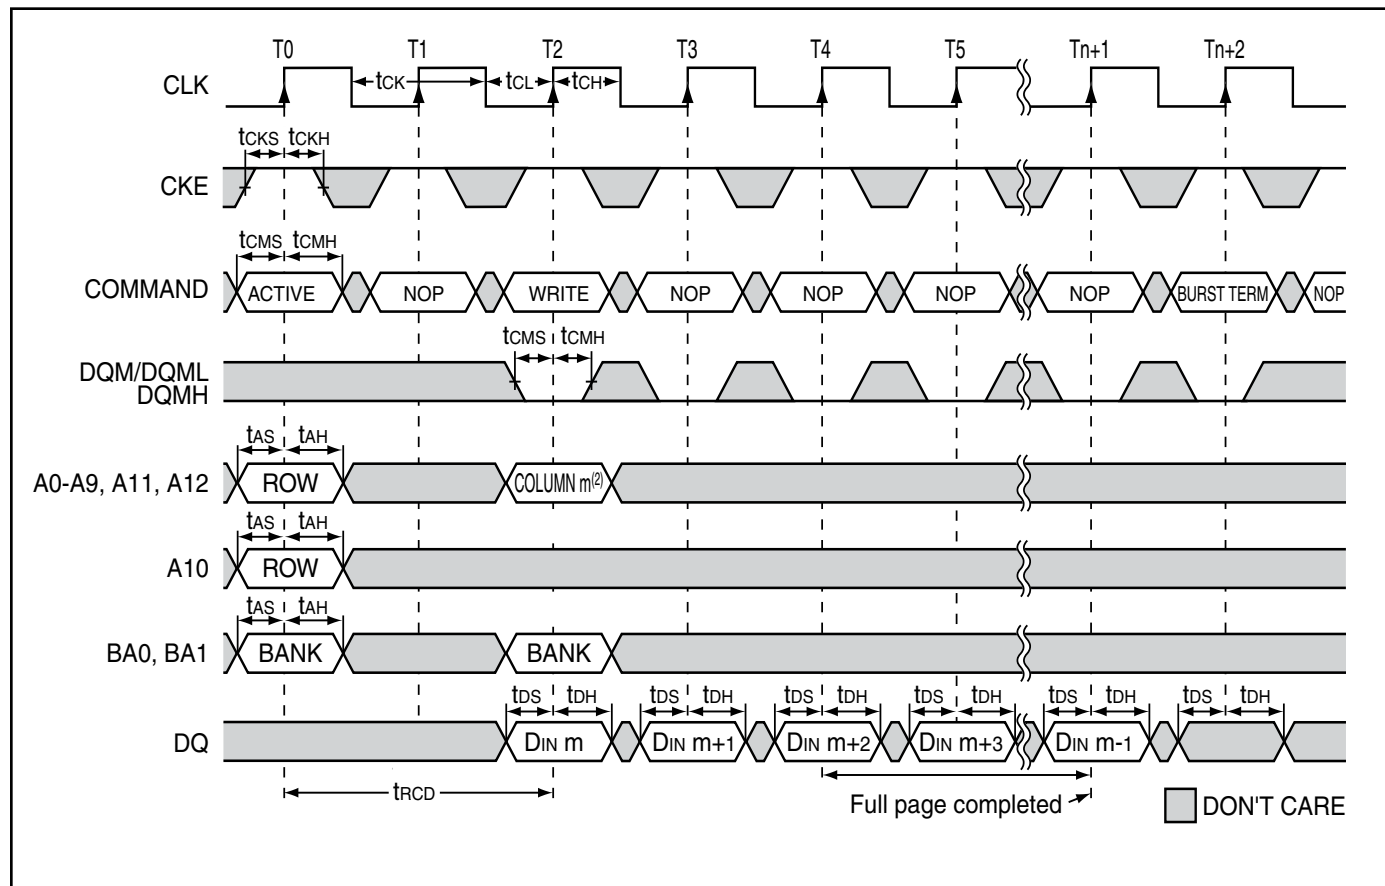 T0 T1 T2 T3 T4 T5 Tn+1 Tn+2
CLK tCK tCL tCH
tCKS tCKH
CKE
tCMS tCMH
COMMAND ACTIVE NOP WRITE NOP NOP NOP NOP BURST TERM NOP
tCMS tCMH
DQM/DQML
DQMH
tAS tAH
A0-A9, A11, A12 ROW COLUMN m(2)
tAS tAH
A10 ROW
tAS tAH
BA0, BA1 BANK BANK
tDS tDH tDS tDH tDS tDH tDS tDH tDS tDH tDS tDH
DQ DIN m DIN m+1 DIN m+2 DIN m+3 DIN m-1
tRCD
Full page completed DON'T CARE